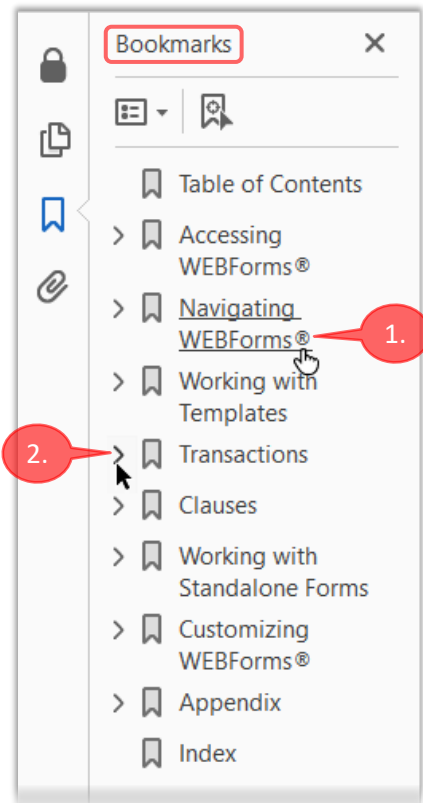 Bookmarks
Table of Contents
Accessing
WEBForms®
Navigating
WEBForms®
1.
Working with
Templates
2.
Transactions
Clauses
Working with
Standalone Forms
Customizing
WEBForms®
Appendix
Index